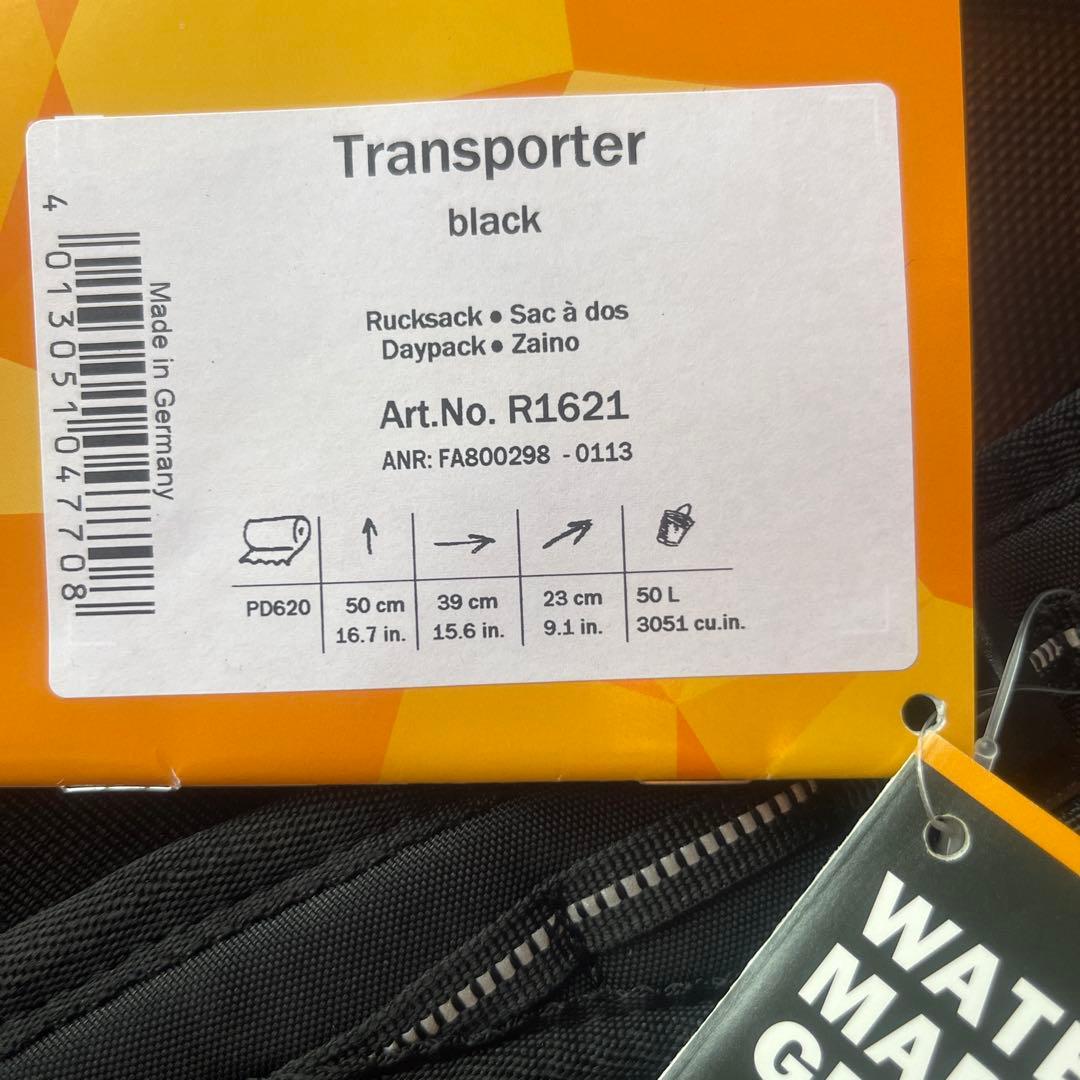 Transporter
black
Rucksack • Sac à dos
Daypack • Zaino
Art.No. R1621
ANR: FA800298 - 0113
PD620
50 cm
16.7 in.
39 cm
15.6 in.
23 cm
9.1 in.
50 L
3051 cu.in.
Made in Germany
4 013051 047708